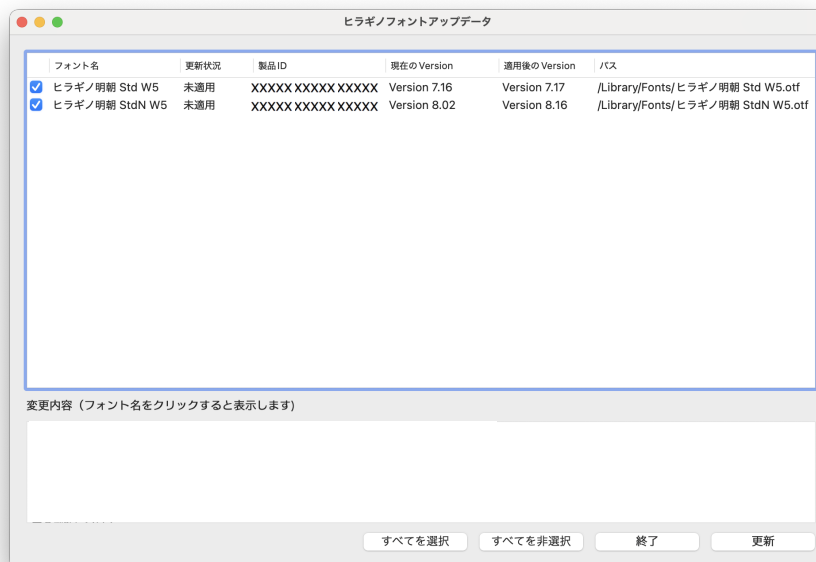 ヒラギノフォントアップデータ
フォント名 更新状況 製品ID 現在のVersion 適用後のVersion パス
ヒラギノ明朝 Std W5 未適用 XXXXX XXXXX XXXXX Version 7.16 Version 7.17 /Library/Fonts/ヒラギノ明朝 Std W5.otf
ヒラギノ明朝 StdN W5 未適用 XXXXX XXXXX XXXXX Version 8.02 Version 8.16 /Library/Fonts/ヒラギノ明朝 StdN W5.otf
変更内容（フォント名をクリックすると表示します)
すべてを選択 すべてを非選択 終了 更新